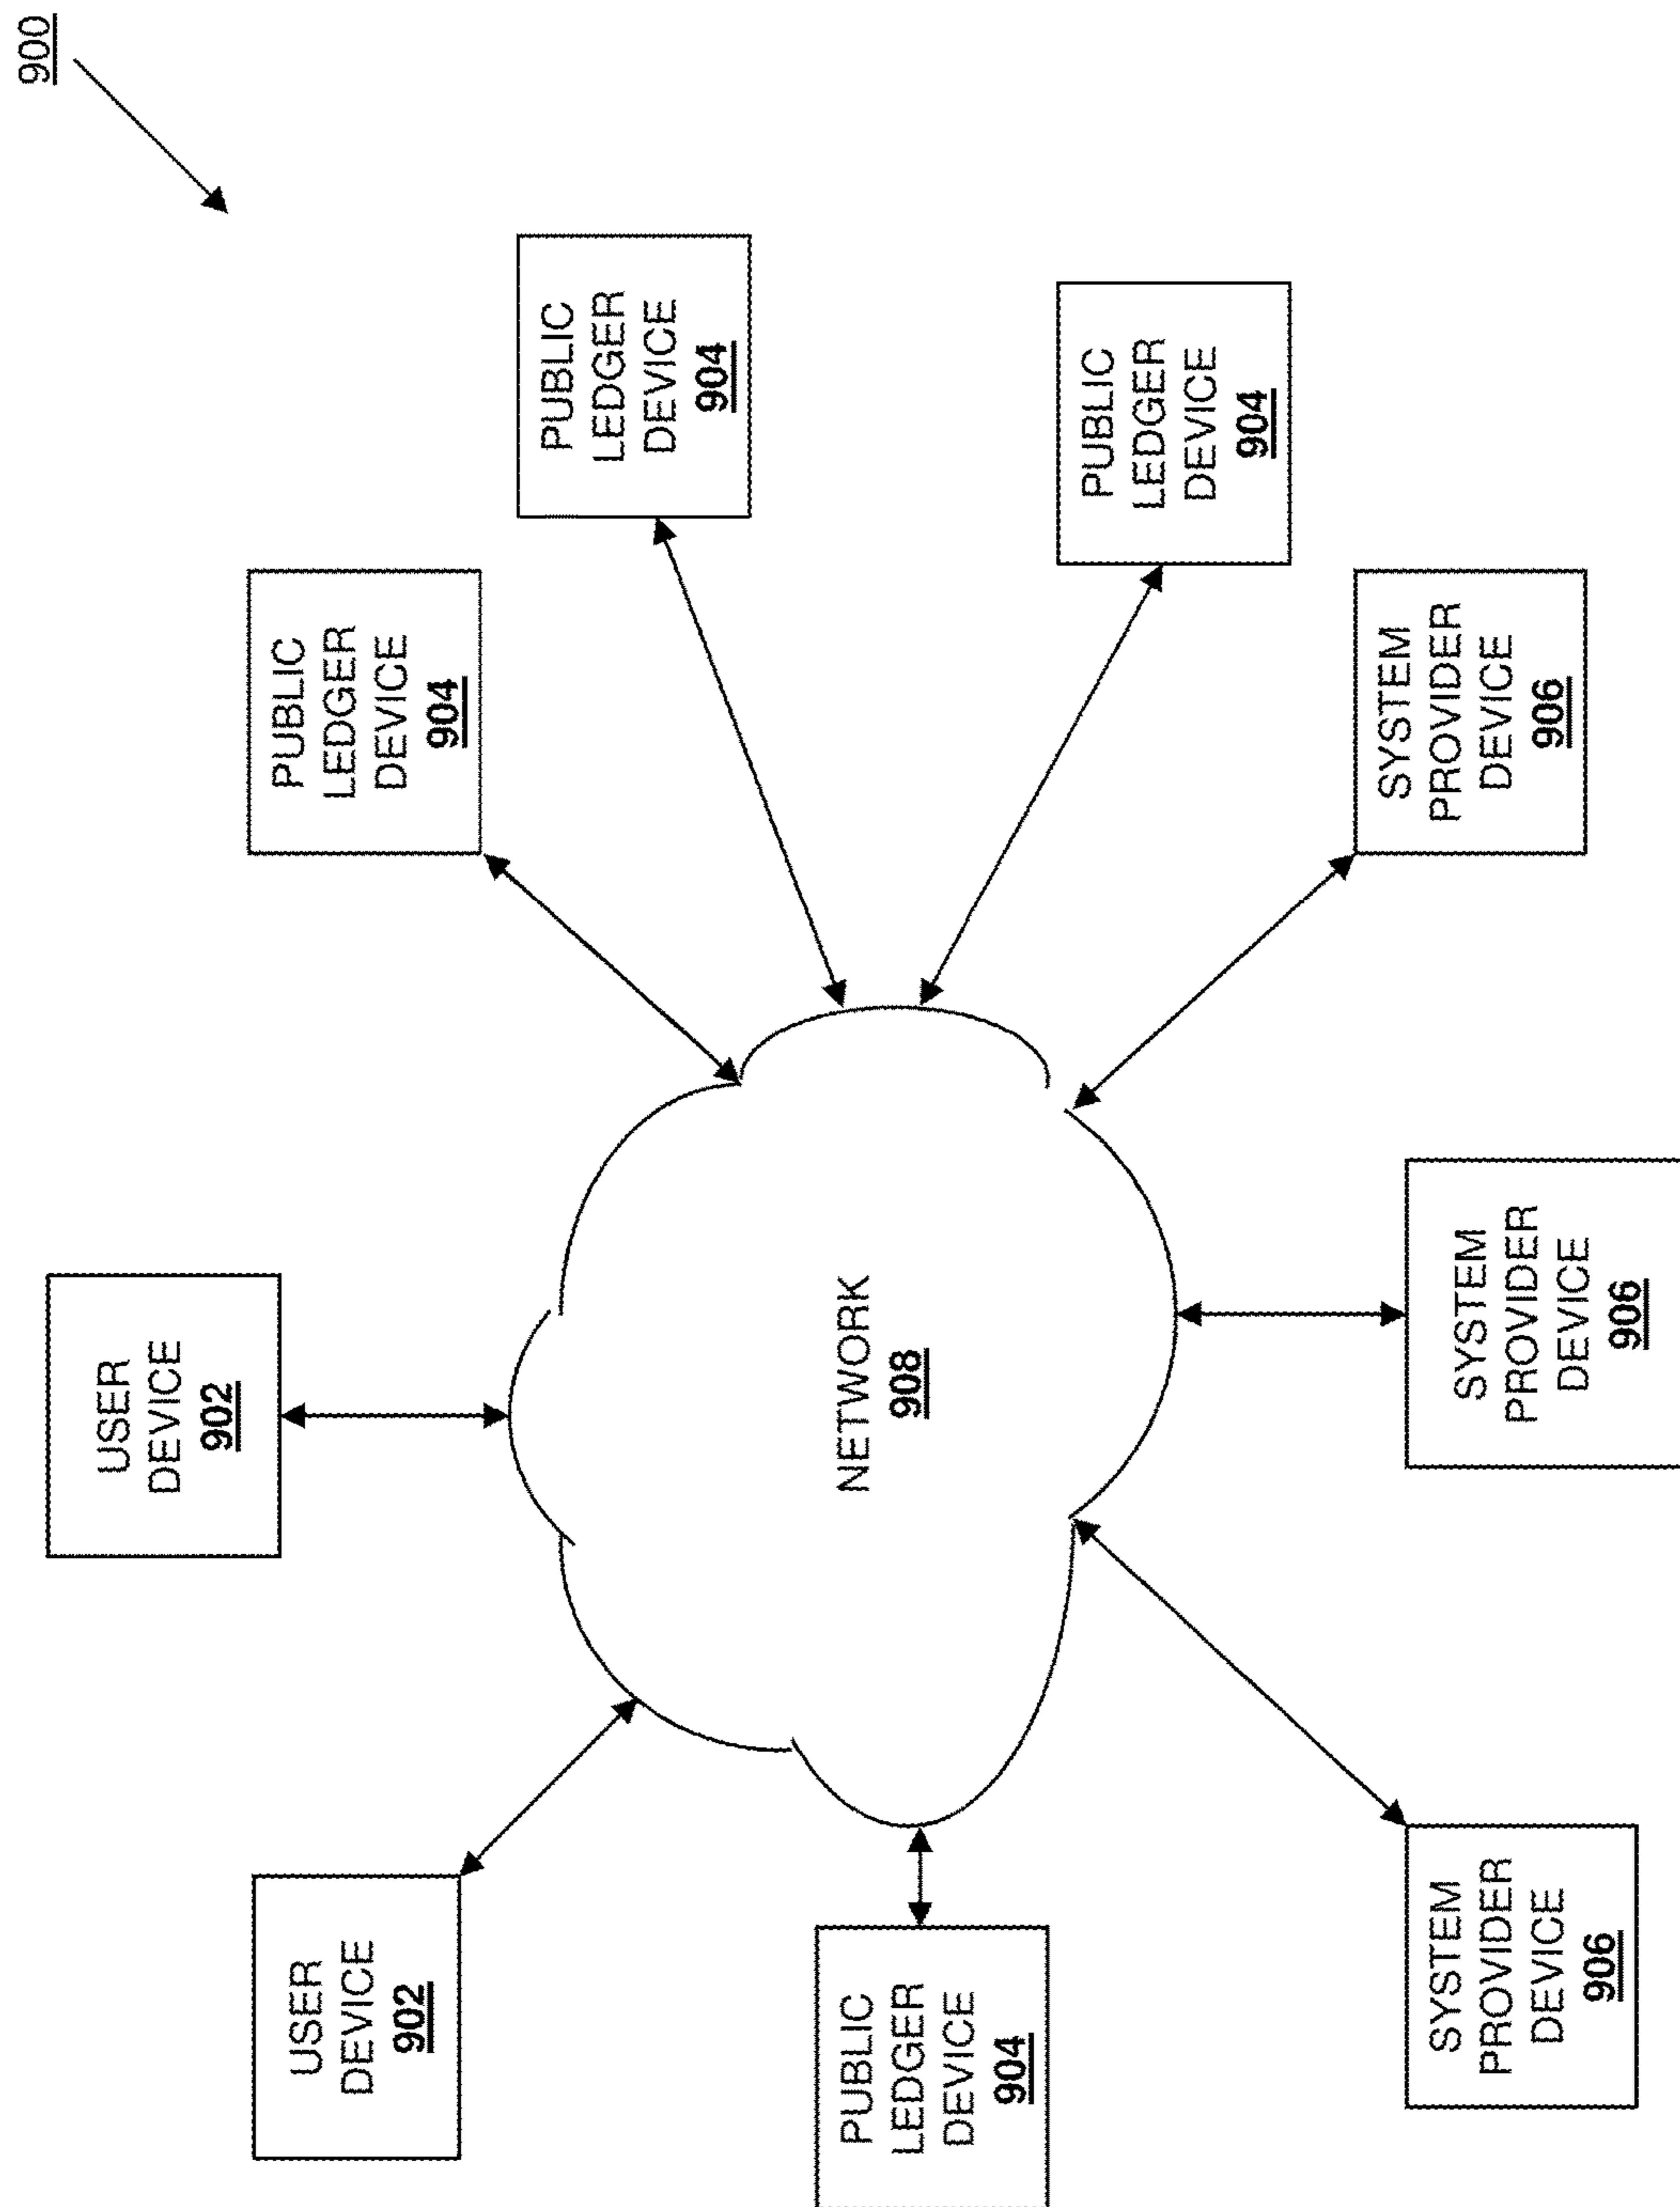 900
USER
DEVICE
902
USER
DEVICE
902
PUBLIC
LEDGER
DEVICE
904
PUBLIC
LEDGER
DEVICE
904
PUBLIC
LEDGER
DEVICE
904
NETWORK
908
PUBLIC
LEDGER
DEVICE
904
SYSTEM
PROVIDER
DEVICE
906
SYSTEM
PROVIDER
DEVICE
906
SYSTEM
PROVIDER
DEVICE
906